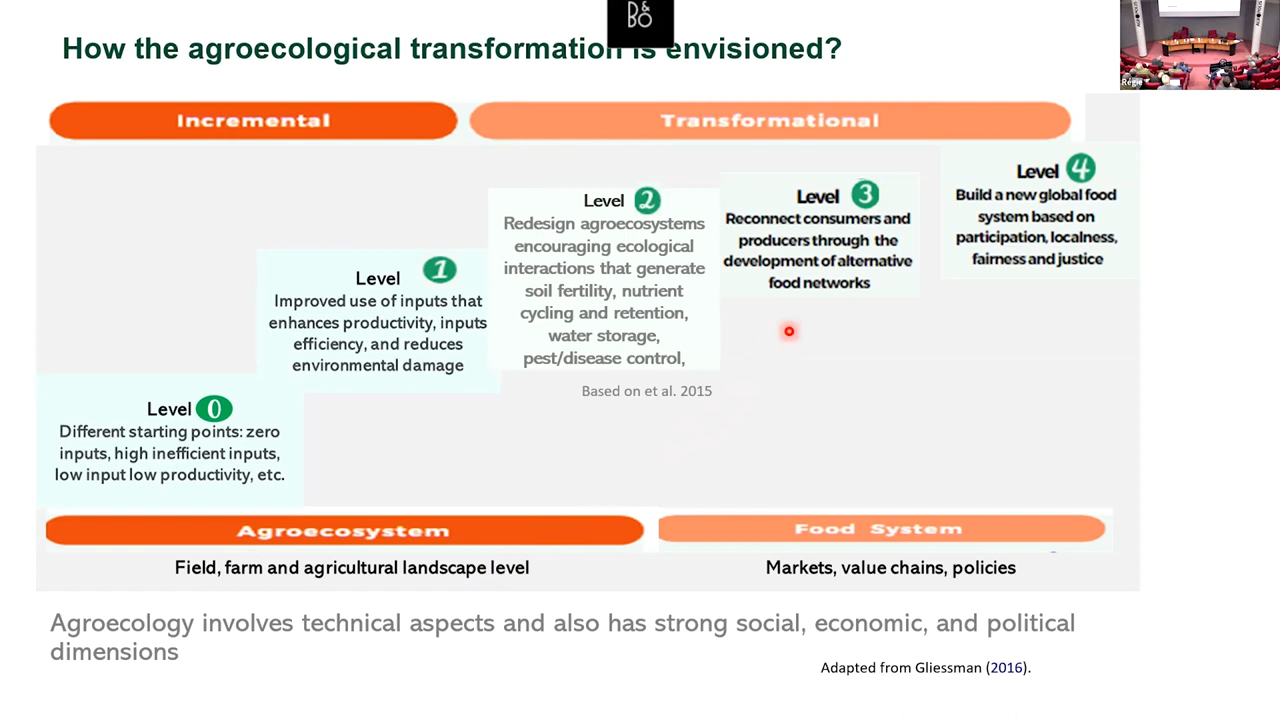 How the agroecological transformation is envisioned?
D&
BO
Régie
Incremental
Transformational
Level 4
Build a new global food
system based on
participation, localness,
fairness and justice
Level 3
Reconnect consumers and
producers through the
development of alternative
food networks
Level 2
Redesign agroecosystems
encouraging ecological
interactions that generate
soil fertility, nutrient
cycling and retention,
water storage,
pest/disease control,
Based on et al. 2015
Level 1
Improved use of inputs that
enhances productivity, inputs
efficiency, and reduces
environmental damage
Level 0
Different starting points: zero
inputs, high inefficient inputs,
low input low productivity, etc.
Agroecosystem
Food System
Field, farm and agricultural landscape level
Markets, value chains, policies
Agroecology involves technical aspects and also has strong social, economic, and political
dimensions
Adapted from Gliessman (2016).